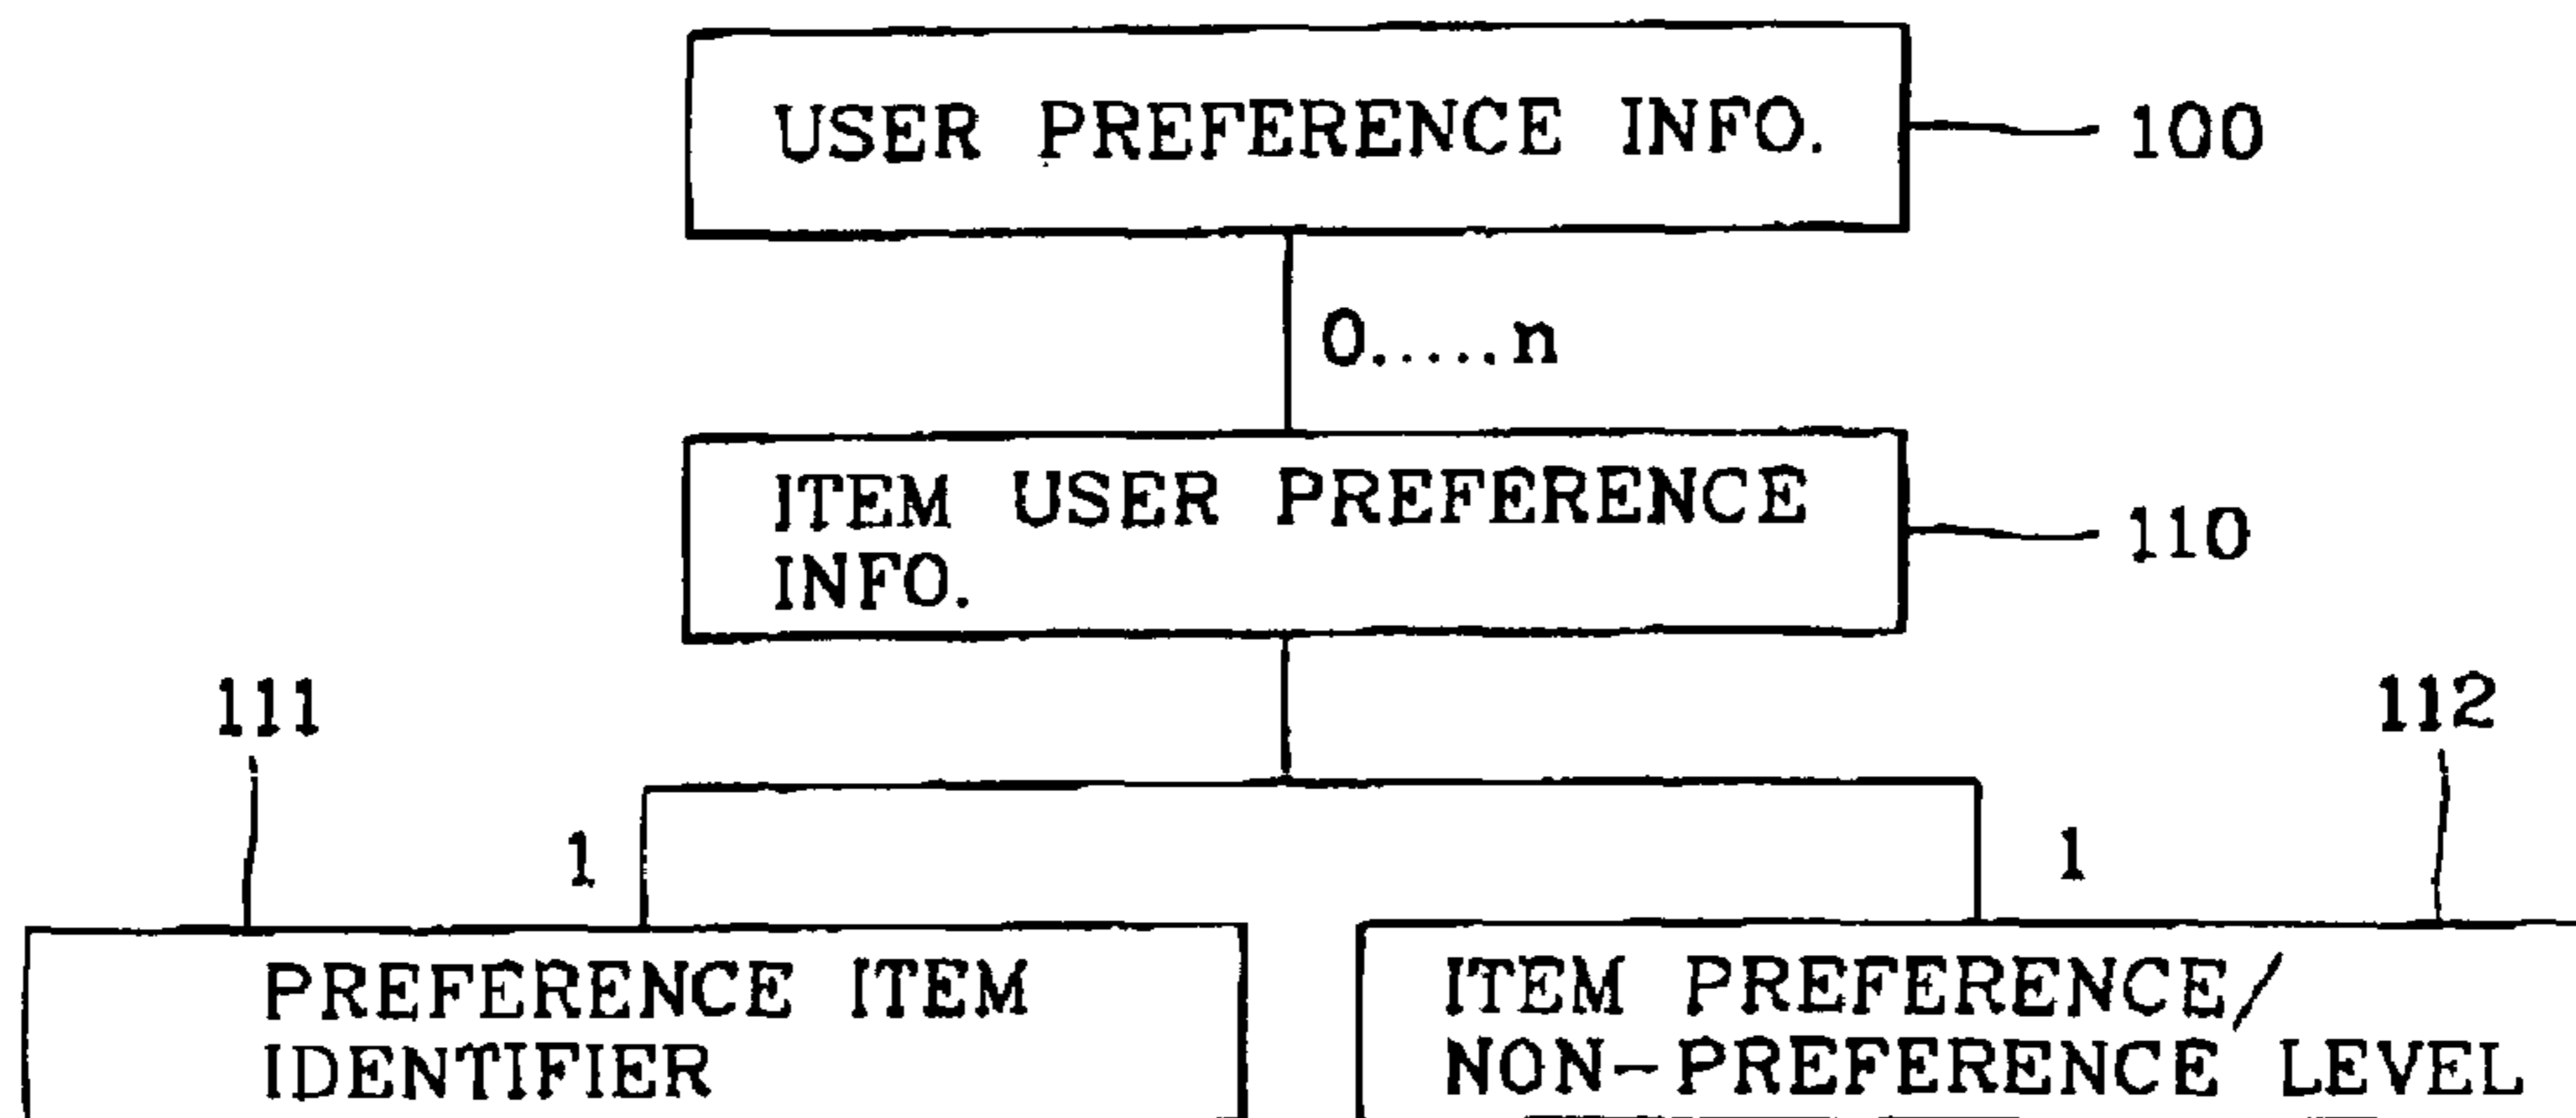 USER PREFERENCE INFO.
100
0.....n
ITEM USER PREFERENCE
INFO.
110
111
112
1
1
PREFERENCE ITEM
IDENTIFIER
ITEM PREFERENCE/
NON-PREFERENCE LEVEL